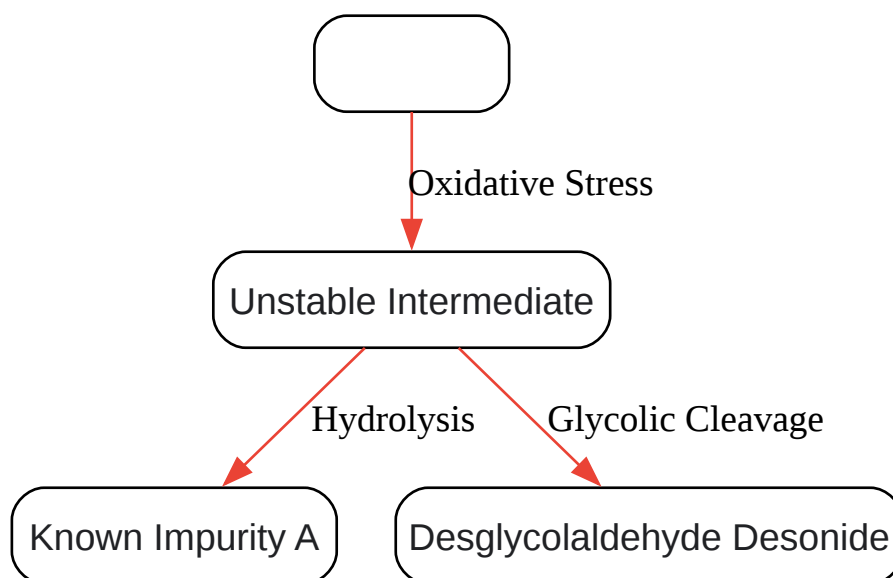 Oxidative Stress
Unstable Intermediate
Hydrolysis
Glycolic Cleavage
Known Impurity A
Desglycolaldehyde Desonide